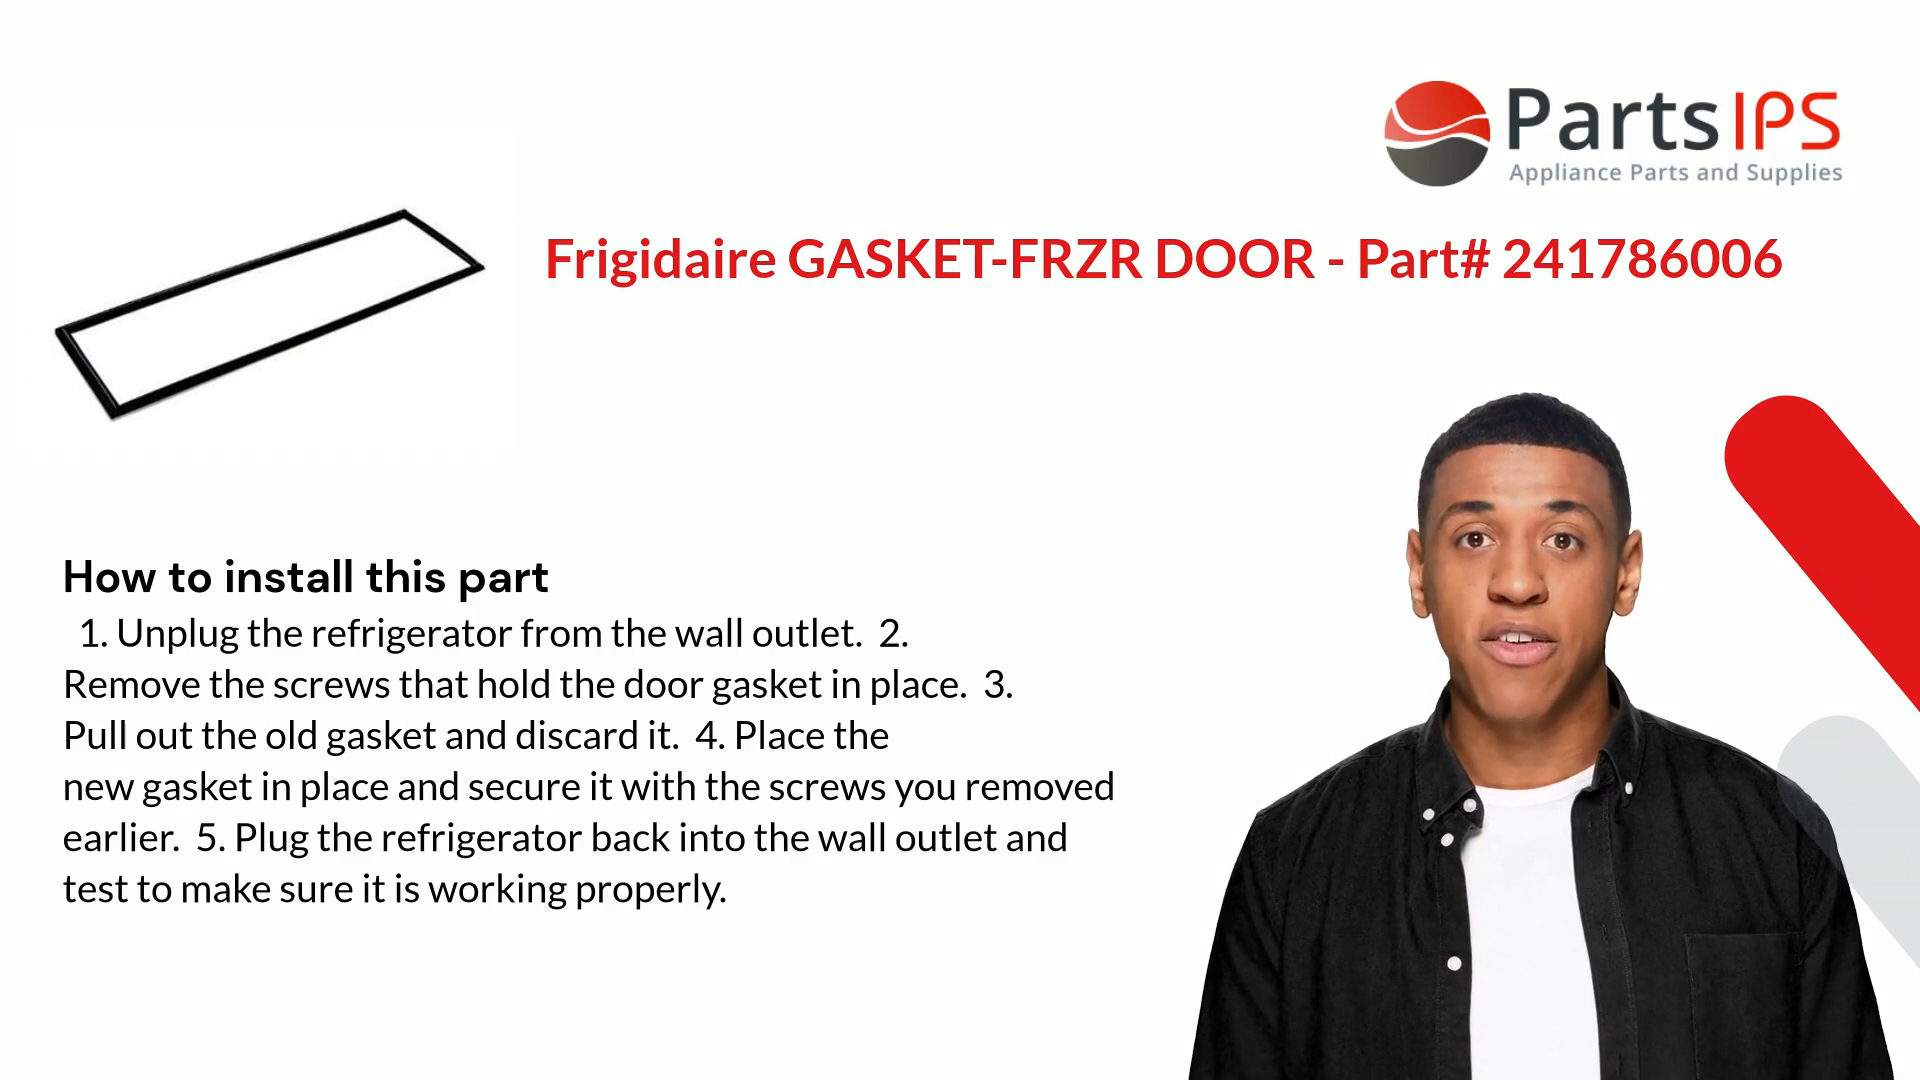 Parts IPS
Appliance Parts and Supplies
Frigidaire GASKET-FRZR DOOR - Part# 241786006
How to install this part
1. Unplug the refrigerator from the wall outlet. 2.
Remove the screws that hold the door gasket in place. 3.
Pull out the old gasket and discard it. 4. Place the
new gasket in place and secure it with the screws you removed
earlier. 5. Plug the refrigerator back into the wall outlet and
test to make sure it is working properly.